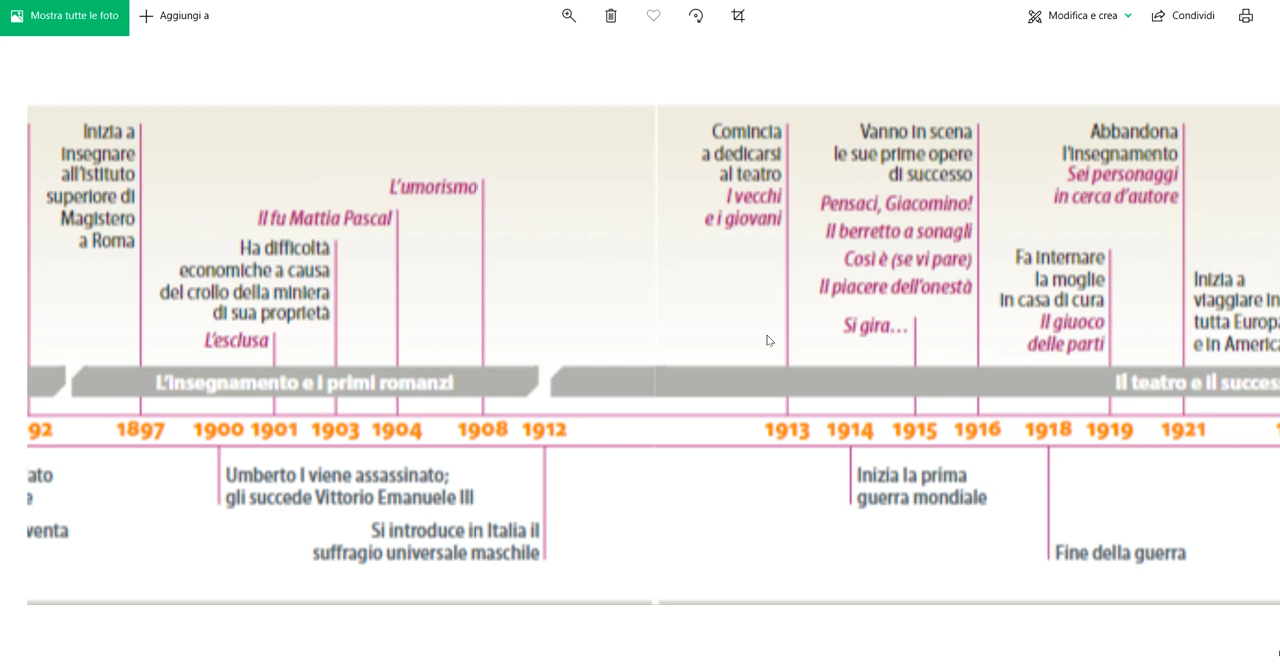 Mostra tutte le foto
Aggiungi a
Modifica e crea
Condividi
Inizia a
insegnare
all'Istituto
superiore di
Magistero
a Roma
L'esclusa
Ha difficoltà
economiche a causa
del crollo della miniera
di sua proprietà
Il fu Mattia Pascal
L'umorismo
Comincia
a dedicarsi
al teatro
I vecchi
e i giovani
Vanno in scena
le sue prime opere
di successo
Pensaci, Giacomino!
Il berretto a sonagli
Così è (se vi pare)
Il piacere dell'onestà
Si gira...
Fa internare
la moglie
in casa di cura
Il giuoco
delle parti
Abbandona
l'insegnamento
Sei personaggi
in cerca d'autore
Inizia a
viaggiare in
tutta Europa
e in America
L'insegnamento e i primi romanzi
Il teatro e il succes
92 1897 1900 1901 1903 1904 1908 1912 1913 1914 1915 1916 1918 1919 1921
ato
e
venta
Umberto I viene assassinato;
gli succede Vittorio Emanuele III
Si introduce in Italia il
suffragio universale maschile
Inizia la prima
guerra mondiale
Fine della guerra